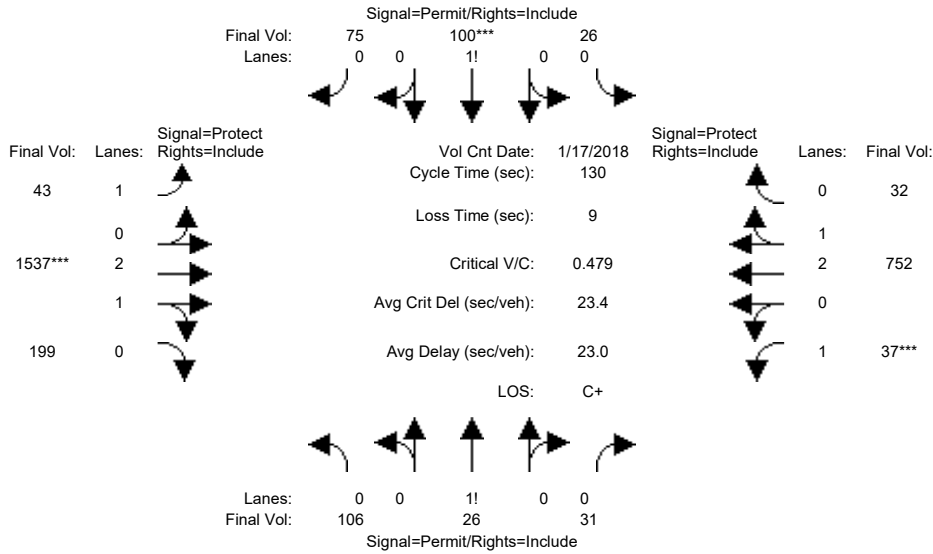 Signal=Permit/Rights=Include
Final Vol: 75 100*** 26
Lanes: 0 0 1! 0 0
Signal=Protect Signal=Protect
Final Vol: Lanes: Rights=Include Vol Cnt Date: 1/17/2018 Rights=Include Lanes: Final Vol:
Cycle Time (sec): 130
43 1 0 32
Loss Time (sec): 9
0 1
1537*** 2 Critical V/C: 0.479 2 752
1 Avg Crit Del (sec/veh): 23.4 0
199 0 Avg Delay (sec/veh): 23.0 1 37***
LOS: C+
Lanes: 0 0 1! 0 0
Final Vol: 106 26 31
Signal=Permit/Rights=Include